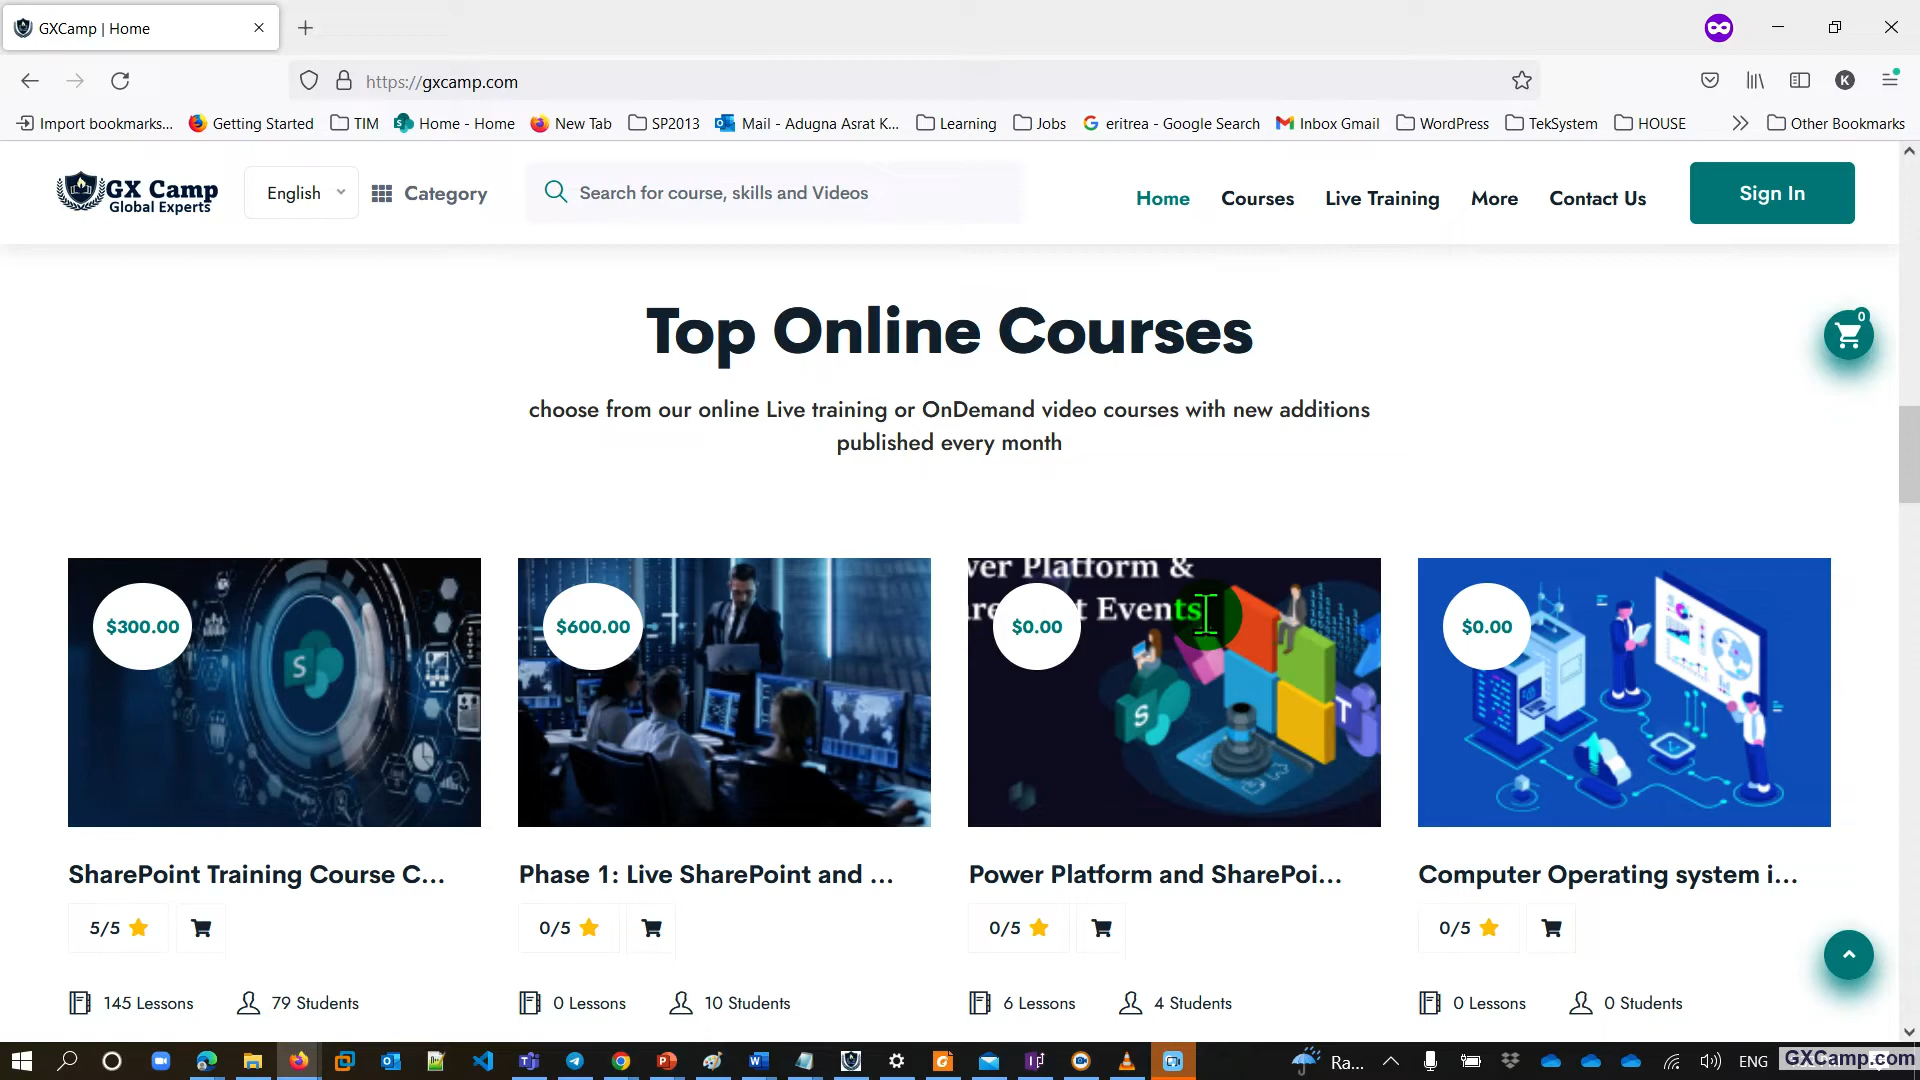 GXCamp | Home
https://gxcamp.com
Import bookmarks...
Getting Started
TIM
Home - Home
New Tab
SP2013
Mail - Adugna Asrat K...
Learning
Jobs
eritrea - Google Search
Inbox Gmail
WordPress
TekSystem
HOUSE
Other Bookmarks
GX Camp
Global Experts
English
Category
Search for course, skills and Videos
Home
Courses
Live Training
More
Contact Us
Sign In
Top Online Courses
0
choose from our online Live training or OnDemand video courses with new additions
published every month
$300.00
$600.00
ver Platform &
are t Events
$0.00
$0.00
SharePoint Training Course C...
Phase 1: Live SharePoint and ...
Power Platform and SharePoi...
Computer Operating system i...
5/5
0/5
0/5
0/5
145 Lessons
79 Students
0 Lessons
10 Students
6 Lessons
4 Students
0 Lessons
0 Students
Ra...
ENG
GXCamp.com